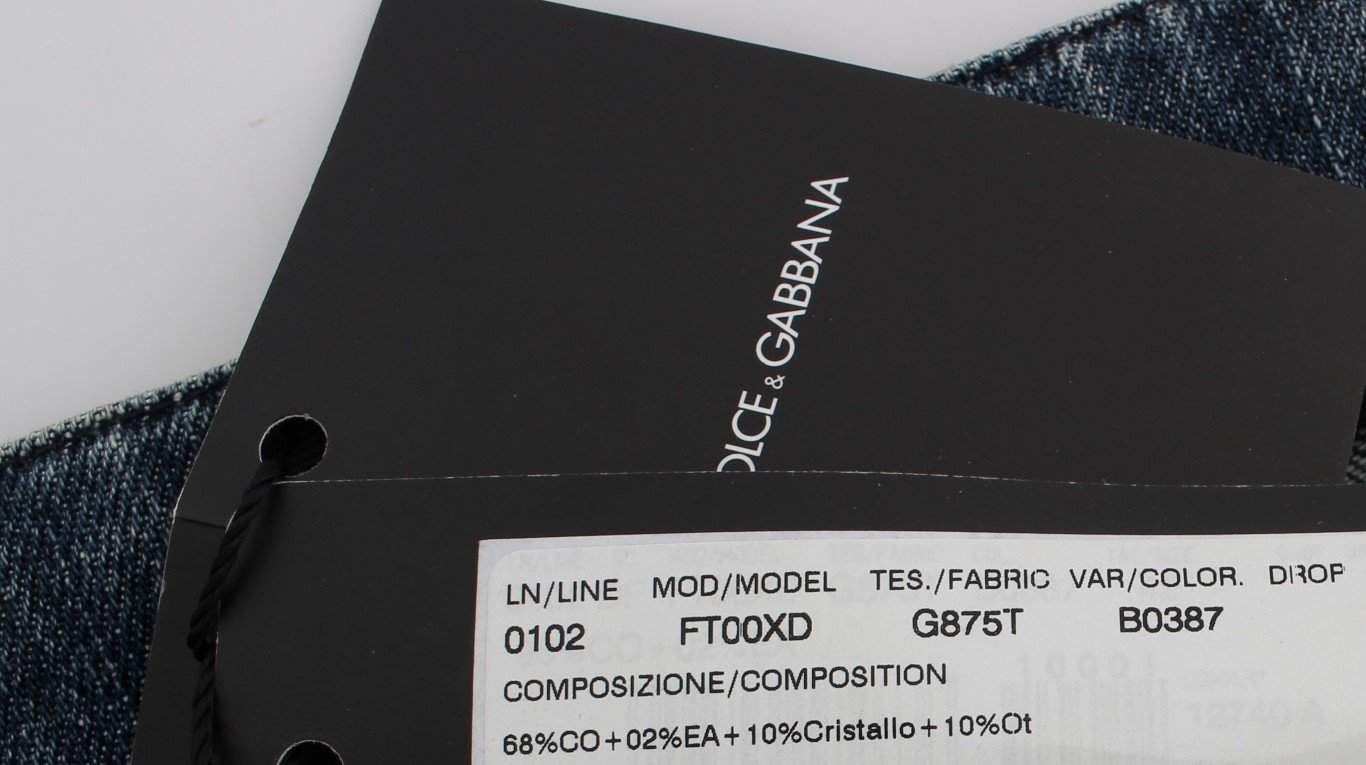 OLCE & GABBANA
LN/LINE MOD/MODEL TES./FABRIC VAR/COLOR. DROP
0102 FT00XD G875T B0387
COMPOSIZIONE/COMPOSITION
68%CO+02%EA+10%Cristallo+10%Ot